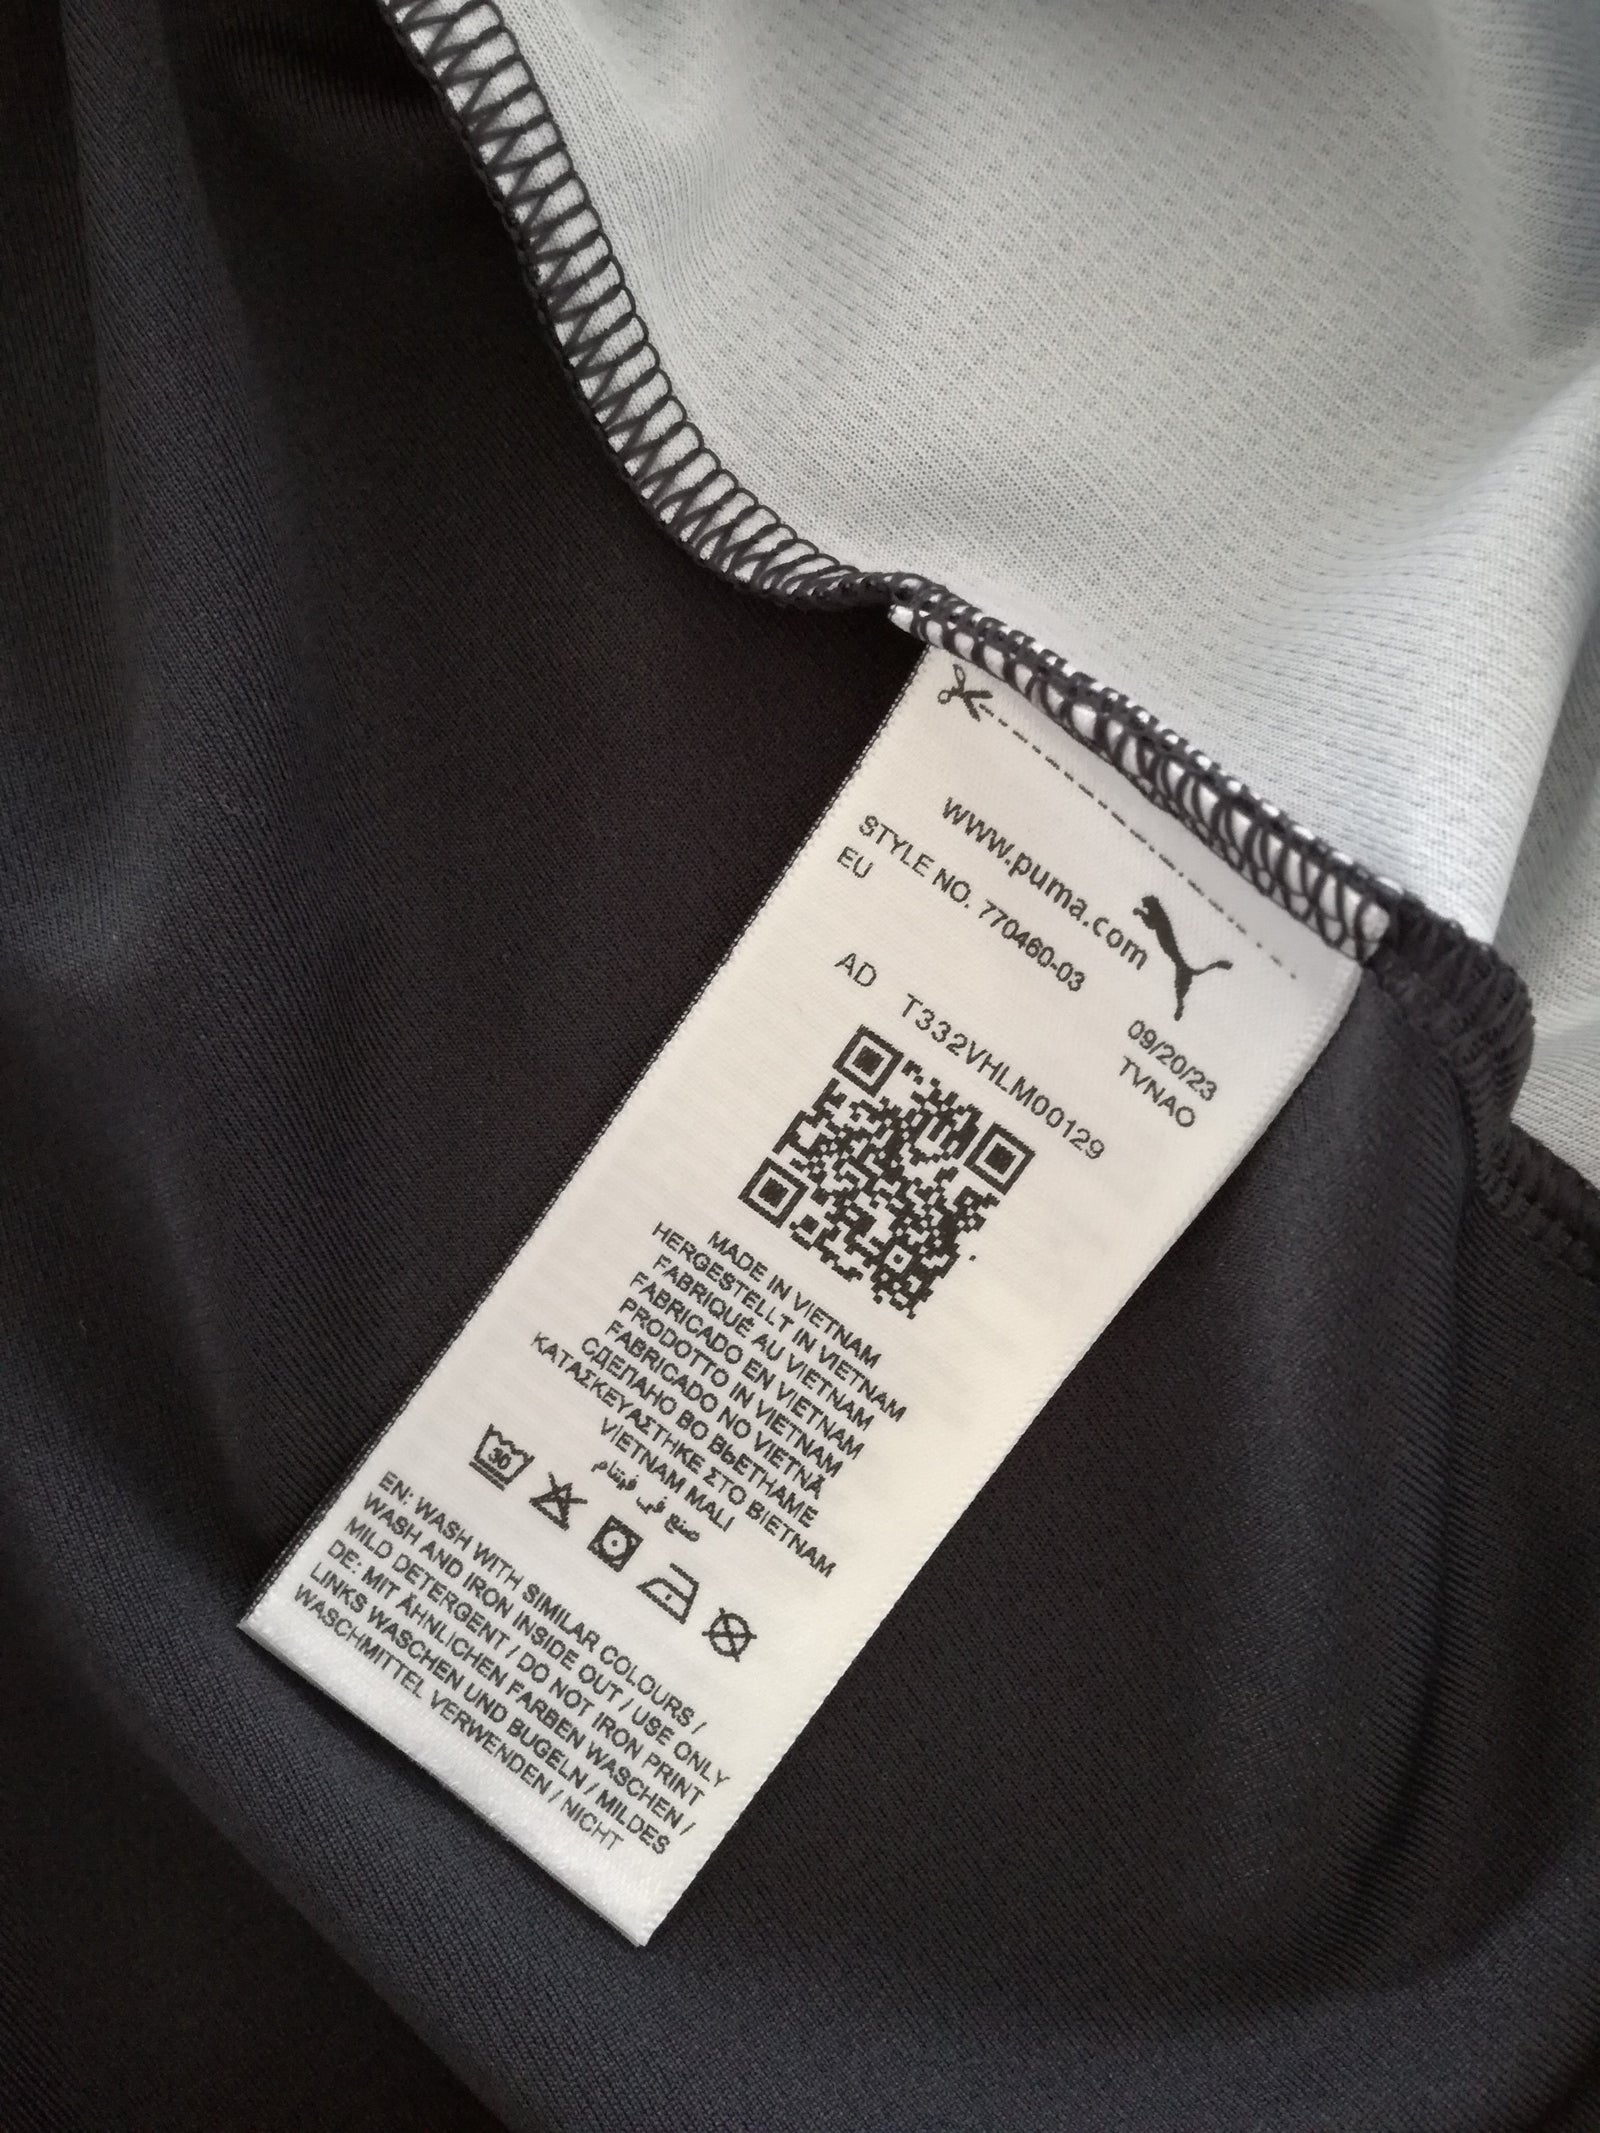 www.puma.com
STYLE NO. 770460-03 09/20/23
EU TVNAO
AD T332VHLM00129
MADE IN VIETNAM
HERGESTELLT IN VIETNAM
FABRIQUÉ AU VIETNAM
FABRICADO EN VIETNAM
PRODOTTO IN VIETNAM
FABRICADO NO VIETNÃ
СДЕПАНО ВО ВЬЕТНАМЕ
ΚΑΤΑΣΚΕΥΑΣΤΗΚΕ ΣΤΟ ΒΙΕΤΝΑΜ
VIETNAM MALI
صنع في فيتنام
30
EN: WASH WITH SIMILAR COLOURS /
WASH AND IRON INSIDE OUT / USE ONLY
MILD DETERGENT / DO NOT IRON PRINT
DE: MIT ÄHNLICHEN FARBEN WASCHEN /
LINKS WASCHEN UND BUGELN / MILDES
WASCHMITTEL VERWENDEN / NICHT